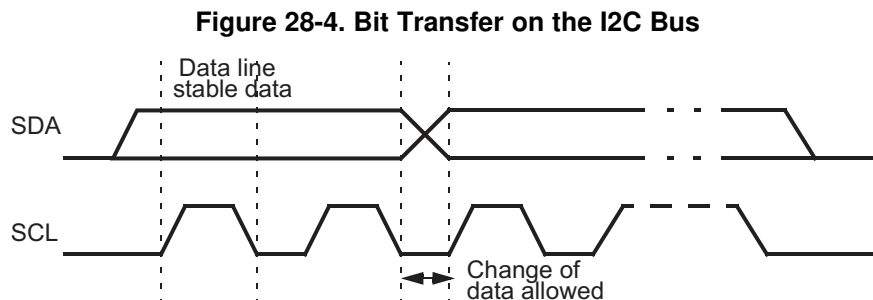 Figure 28-4. Bit Transfer on the I2C Bus
Data line
stable data
SDA
SCL
Change of
data allowed